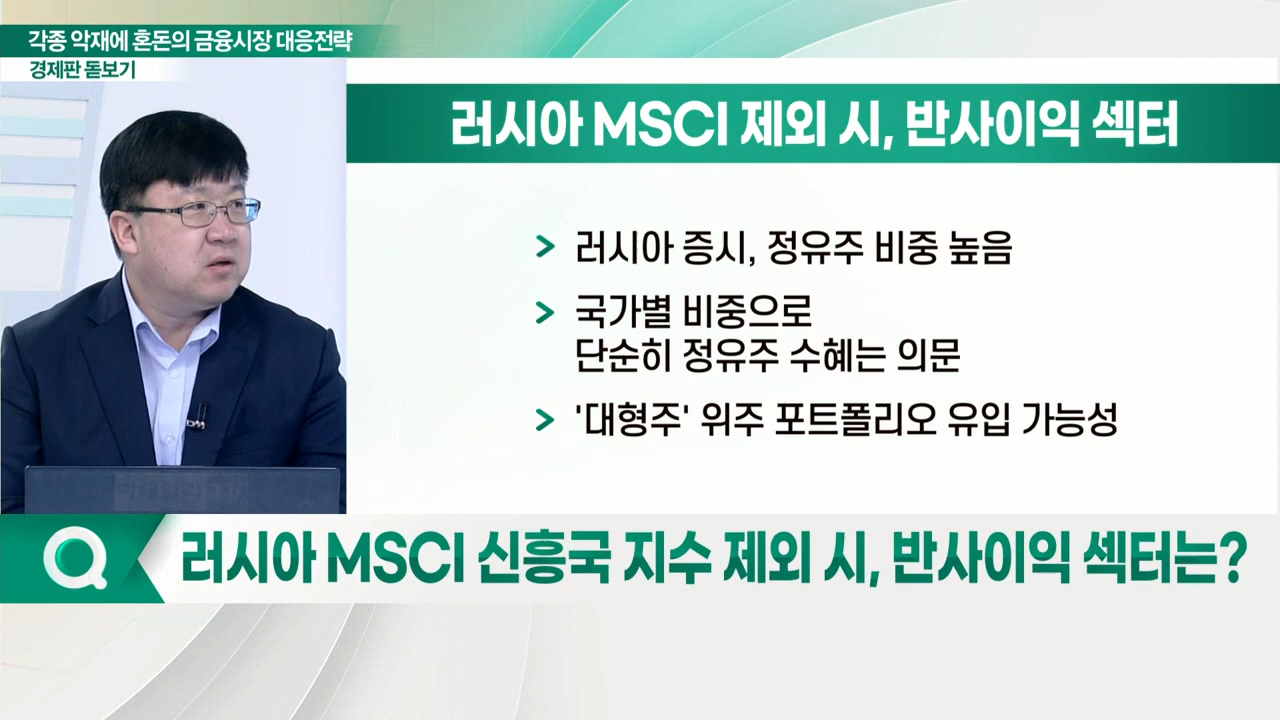 각종 악재에 혼돈의 금융시장 대응전략
경제판 돋보기
러시아 MSCI 제외 시, 반사이익 섹터
> 러시아 증시, 정유주 비중 높음
> 국가별 비중으로
단순히 정유주 수혜는 의문
> '대형주' 위주 포트폴리오 유입 가능성
Q 러시아 MSCI 신흥국 지수 제외 시, 반사이익 섹터는?